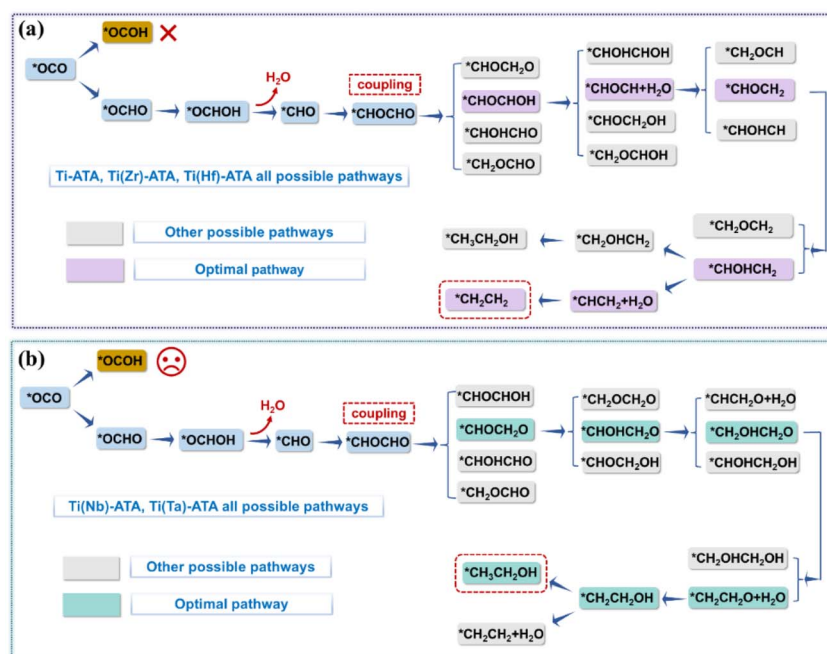 (a)
*OCOH
*OCO
*OCHO
*OCHOH
H₂O
*CHO
coupling
*CHOCHO
*CHOCH₂O
*CHOCHOH
*CHOHCHO
*CH₂OCHO
*CHOHCHOH
*CHOCH+H₂O
*CHOCH₂OH
*CH₂OCHOH
*CH₂OCH
*CHOCH₂
*CHOHCH
Ti-ATA, Ti(Zr)-ATA, Ti(Hf)-ATA all possible pathways
Other possible pathways
Optimal pathway
*CH₂OCH₂
*CHOHCH₂
*CH₂OHCH₂
*CH₃CH₂OH
*CHCH₂+H₂O
*CH₂CH₂
(b)
*OCOH
*OCO
*OCHO
*OCHOH
H₂O
*CHO
coupling
*CHOCHO
*CHOCHOH
*CHOCH₂O
*CHOHCHO
*CH₂OCHO
*CH₂OCH₂O
*CHOHCH₂O
*CHOCH₂OH
*CHCH₂O+H₂O
*CH₂OHCH₂O
*CHOHCH₂OH
Ti(Nb)-ATA, Ti(Ta)-ATA all possible pathways
Other possible pathways
Optimal pathway
*CH₂OHCH₂OH
*CH₂CH₂O+H₂O
*CH₂CH₂OH
*CH₃CH₂OH
*CH₂CH₂+H₂O